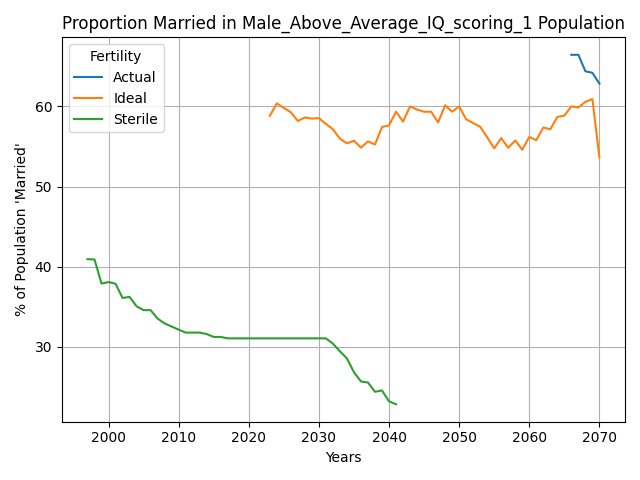 Proportion Married in Male_Above_Average_IQ_scoring_1 Population
Fertility
Actual
Ideal
Sterile
% of Population 'Married'
60
50
40
30
2000 2010 2020 2030 2040 2050 2060 2070
Years